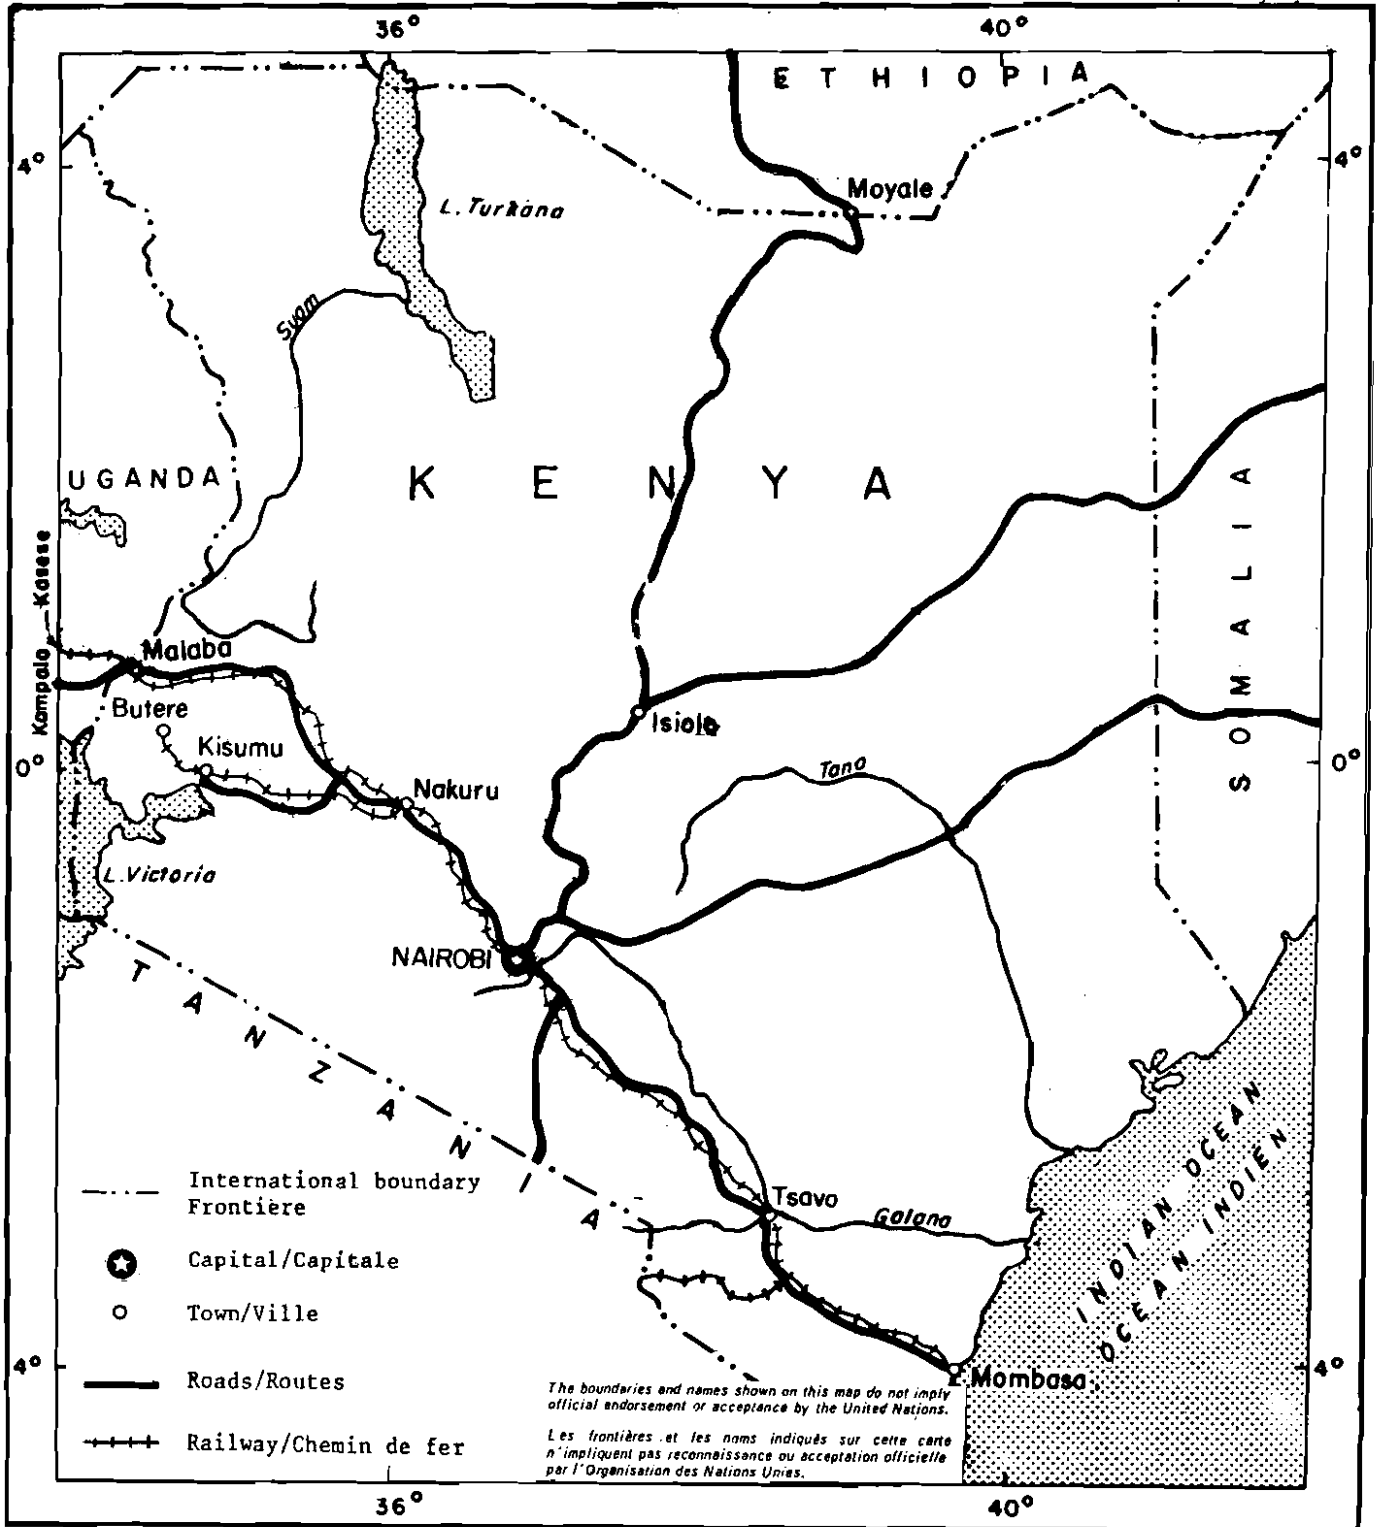 36° 40°
ETHIOPIA
4° 4°
Moyale
L. Turkana
Suam
UGANDA
KENYA
SOMALIA
Kampala — Kasese
Malaba
Butere
Isiolo
Kisumu
0° 0°
Tana
Nakuru
L. Victoria
NAIROBI
TANZANIA
International boundary
Frontière
Tsavo
Galana
INDIAN OCEAN
OCEAN INDIEN
Capital/Capitale
Town/Ville
4° 4°
Roads/Routes
Mombasa
The boundaries and names shown on this map do not imply
official endorsement or acceptance by the United Nations.
Railway/Chemin de fer
Les frontières et les noms indiqués sur cette carte
n'impliquent pas reconnaissance ou acceptation officielle
par l'Organisation des Nations Unies.
36° 40°